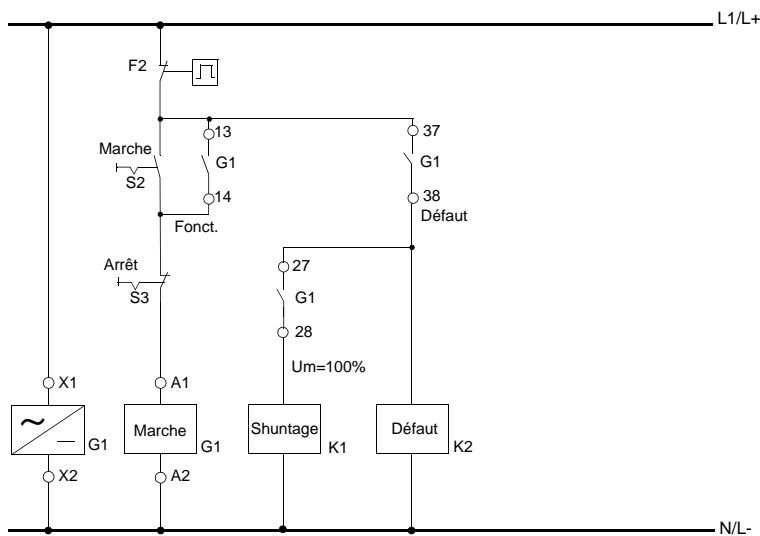 L1/L+
F2
13
37
Marche
G1
G1
S2
14
38
Défaut
Fonct.
Arrêt
27
S3
G1
28
Um=100%
X1
A1
Marche
Shuntage
Défaut
G1
G1
K1
K2
X2
A2
N/L-